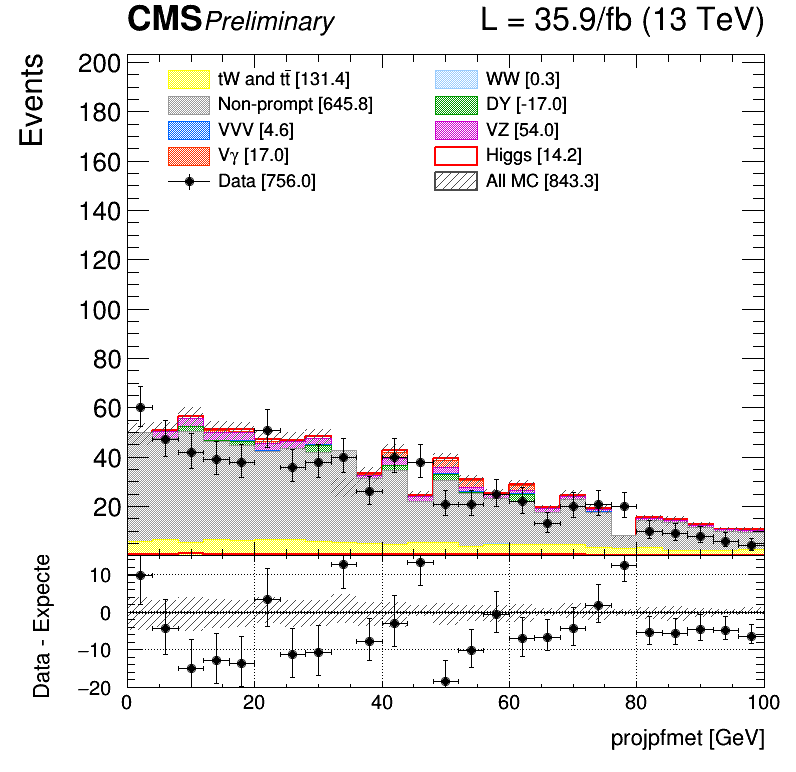 CMS Preliminary L = 35.9/fb (13 TeV)
Events
200
180
160
140
120
100
80
60
40
20
tW and tt̄ [131.4]
Non-prompt [645.8]
VVV [4.6]
Vγ [17.0]
Data [756.0]
WW [0.3]
DY [-17.0]
VZ [54.0]
Higgs [14.2]
All MC [843.3]
Data - Expecte
10
0
−10
−20
0 20 40 60 80 100
projpfmet [GeV]